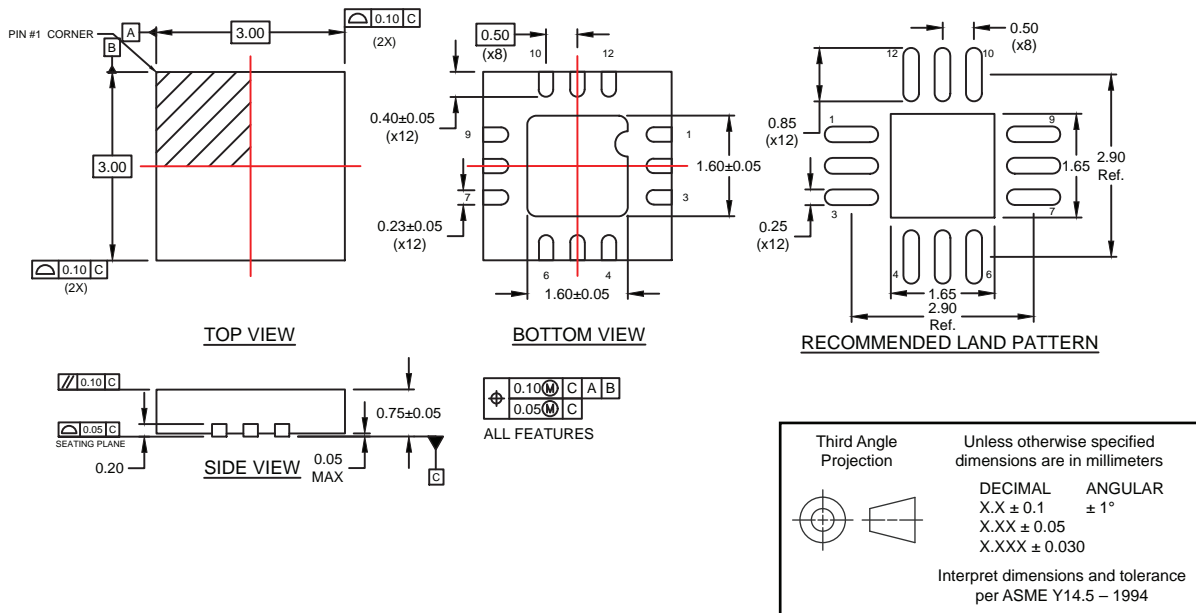 PIN #1 CORNER
A
3.00
⌓ 0.10 C
(2X)
B
3.00
⌓ 0.10 C
(2X)
TOP VIEW
0.50
(x8)
10
12
0.40±0.05
(x12)
9
1
1.60±0.05
7
3
0.23±0.05
(x12)
6
4
1.60±0.05
BOTTOM VIEW
0.50
(x8)
12
10
0.85
(x12)
1
9
1.65
2.90
Ref.
0.25
(x12)
3
7
4
6
1.65
2.90
Ref.
RECOMMENDED LAND PATTERN
// 0.10 C
⌓ 0.05 C
SEATING PLANE
0.20
SIDE VIEW
0.05
MAX
0.75±0.05
C
⌖ 0.10 Ⓜ C A B
0.05 Ⓜ C
ALL FEATURES
Third Angle
Projection
Unless otherwise specified
dimensions are in millimeters
DECIMAL ANGULAR
X.X ± 0.1 ± 1°
X.XX ± 0.05
X.XXX ± 0.030
Interpret dimensions and tolerance
per ASME Y14.5 – 1994